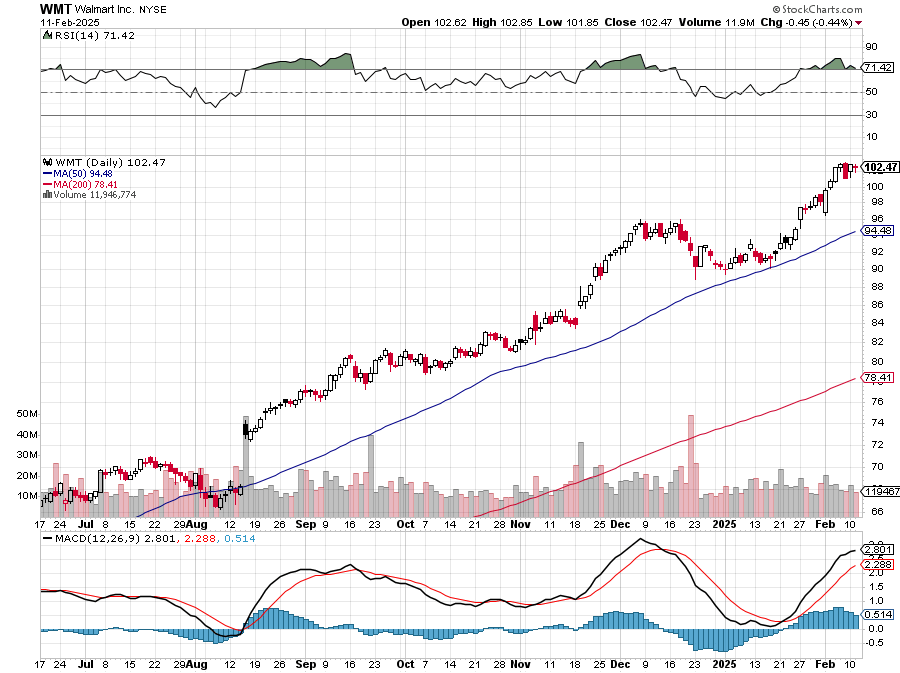 WMT Walmart Inc. NYSE
© StockCharts.com
11-Feb-2025
Open 102.62 High 102.85 Low 101.85 Close 102.47 Volume 11.9M Chg -0.45 (-0.44%)
RSI(14) 71.42
90
71.42
50
30
10
WMT (Daily) 102.47
MA(50) 94.48
MA(200) 78.41
Volume 11,946,774
102.47
100
98
96
94.48
92
90
88
86
84
82
80
78.41
76
74
72
70
66
50M
40M
30M
20M
10M
119467
17 24 Jul 8 15 22 29 Aug 12 19 26 Sep 9 16 23 Oct 7 14 21 28 Nov 11 18 25 Dec 9 16 23 2025 13 21 27 Feb 10
MACD(12,26,9) 2.801, 2.288, 0.514
2.801
2.288
2.0
1.5
1.0
0.514
0.0
-0.5
17 24 Jul 8 15 22 29 Aug 12 19 26 Sep 9 16 23 Oct 7 14 21 28 Nov 11 18 25 Dec 9 16 23 2025 13 21 27 Feb 10